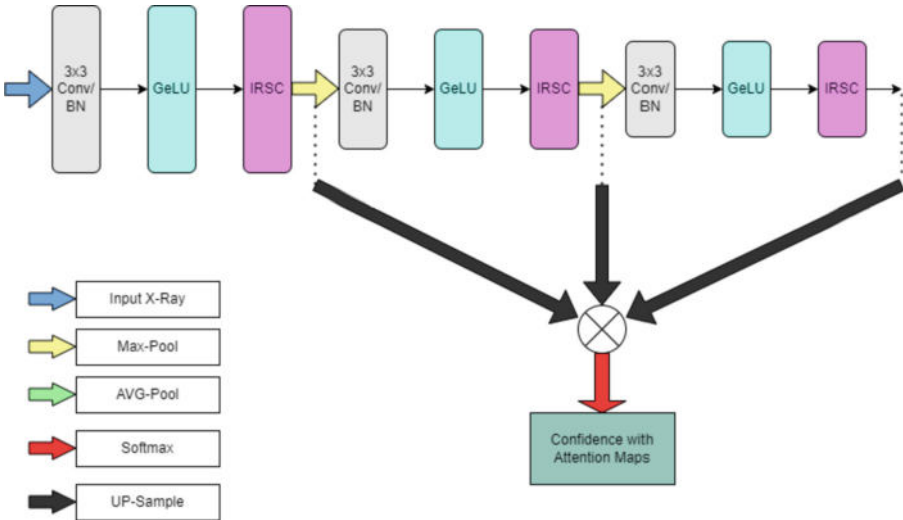 3x3
Conv/
BN
GeLU
IRSC
3x3
Conv/
BN
GeLU
IRSC
3x3
Conv/
BN
GeLU
IRSC
Input X-Ray
Max-Pool
AVG-Pool
Softmax
UP-Sample
Confidence with
Attention Maps